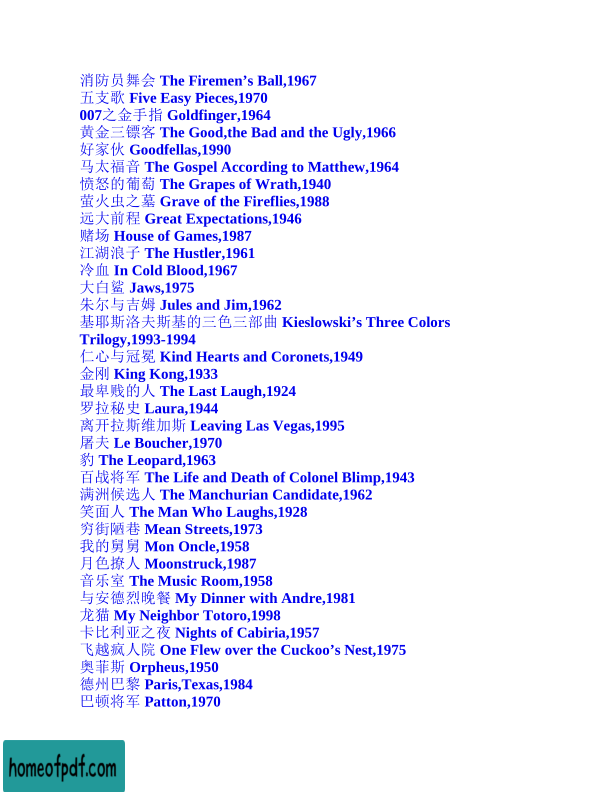 消防员舞会 The Firemen’s Ball,1967
五支歌 Five Easy Pieces,1970
007之金手指 Goldfinger,1964
黄金三镖客 The Good,the Bad and the Ugly,1966
好家伙 Goodfellas,1990
马太福音 The Gospel According to Matthew,1964
愤怒的葡萄 The Grapes of Wrath,1940
萤火虫之墓 Grave of the Fireflies,1988
远大前程 Great Expectations,1946
赌场 House of Games,1987
江湖浪子 The Hustler,1961
冷血 In Cold Blood,1967
大白鲨 Jaws,1975
朱尔与吉姆 Jules and Jim,1962
基耶斯洛夫斯基的三色三部曲 Kieslowski’s Three Colors
Trilogy,1993-1994
仁心与冠冕 Kind Hearts and Coronets,1949
金刚 King Kong,1933
最卑贱的人 The Last Laugh,1924
罗拉秘史 Laura,1944
离开拉斯维加斯 Leaving Las Vegas,1995
屠夫 Le Boucher,1970
豹 The Leopard,1963
百战将军 The Life and Death of Colonel Blimp,1943
满洲候选人 The Manchurian Candidate,1962
笑面人 The Man Who Laughs,1928
穷街陋巷 Mean Streets,1973
我的舅舅 Mon Oncle,1958
月色撩人 Moonstruck,1987
音乐室 The Music Room,1958
与安德烈晚餐 My Dinner with Andre,1981
龙猫 My Neighbor Totoro,1998
卡比利亚之夜 Nights of Cabiria,1957
飞越疯人院 One Flew over the Cuckoo’s Nest,1975
奥菲斯 Orpheus,1950
德州巴黎 Paris,Texas,1984
巴顿将军 Patton,1970
homeofpdf.com